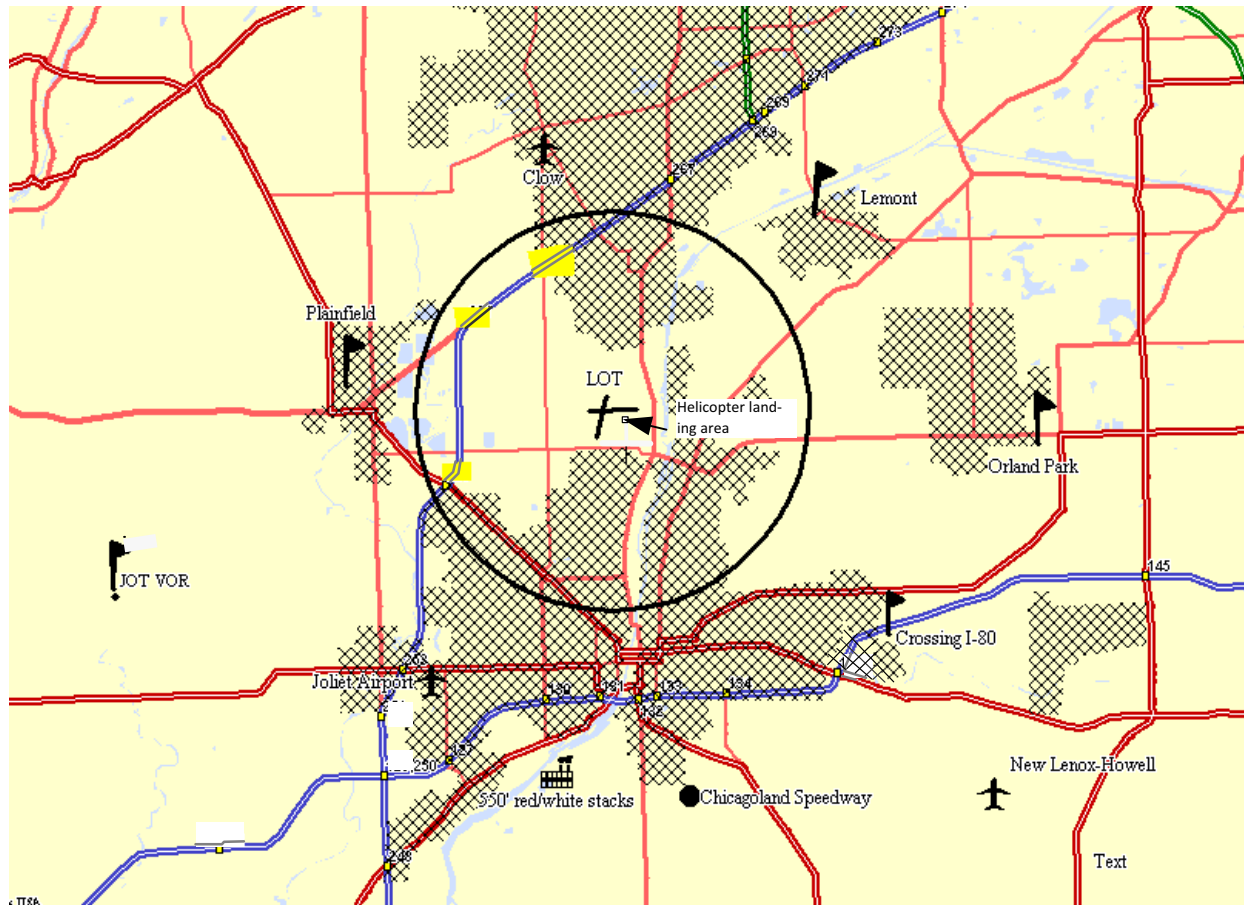 273
271
269
269
Clow
267
Lemont
Plainfield
LOT
Helicopter land-
ing area
Orland Park
JOT VOR
145
Crossing I-80
263
Joliet Airport
130
131
132
133
134
127
250
New Lenox-Howell
550' red/white stacks
Chicagoland Speedway
248
Text